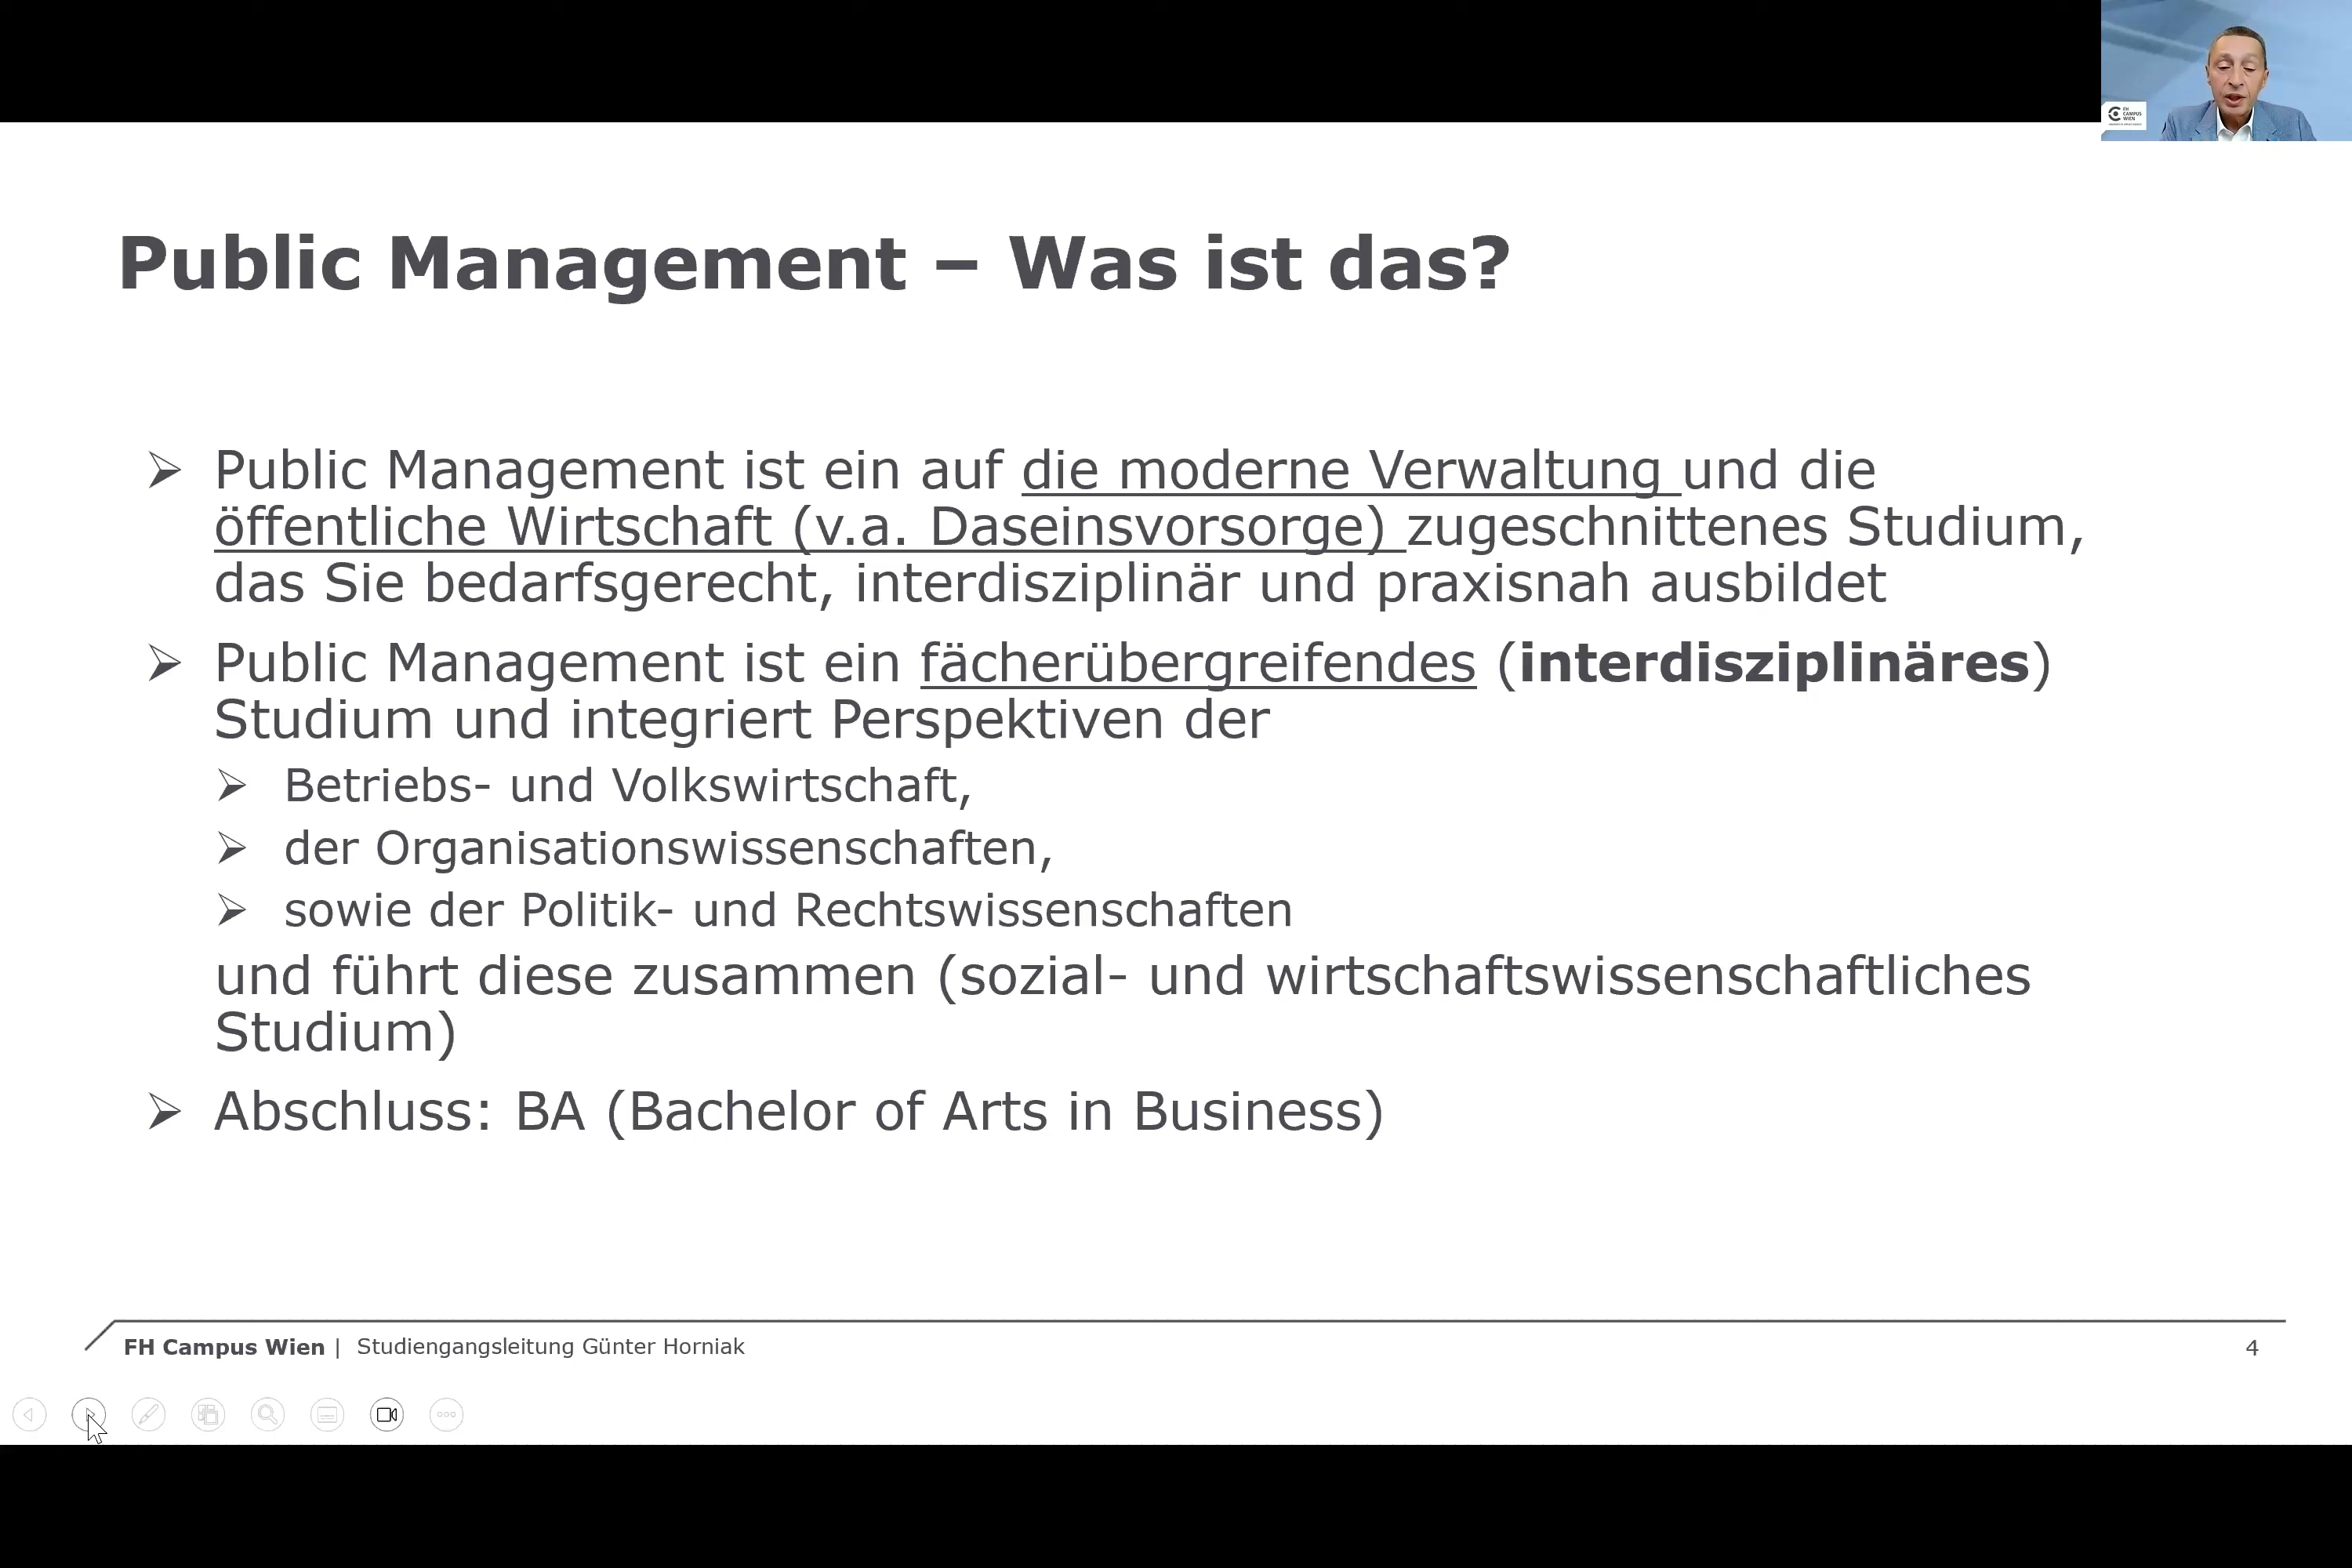 FH
CAMPUS
WIEN
Public Management – Was ist das?
Public Management ist ein auf die moderne Verwaltung und die
öffentliche Wirtschaft (v.a. Daseinsvorsorge) zugeschnittenes Studium,
das Sie bedarfsgerecht, interdisziplinär und praxisnah ausbildet
Public Management ist ein fächerübergreifendes (interdisziplinäres)
Studium und integriert Perspektiven der
Betriebs- und Volkswirtschaft,
der Organisationswissenschaften,
sowie der Politik- und Rechtswissenschaften
und führt diese zusammen (sozial- und wirtschaftswissenschaftliches
Studium)
Abschluss: BA (Bachelor of Arts in Business)
FH Campus Wien | Studiengangsleitung Günter Horniak
4